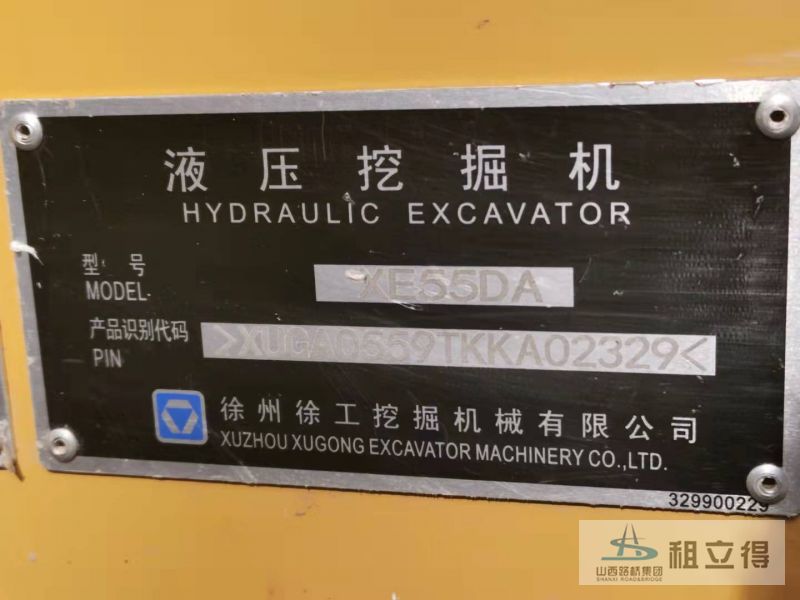 液压挖掘机
HYDRAULIC EXCAVATOR
型号
MODEL
XE55DA
产品识别代码
PIN
>XUGA0559TKKA02329<
徐州徐工挖掘机械有限公司
XUZHOU XUGONG EXCAVATOR MACHINERY CO.,LTD.
329900229
山西路桥集团
SHANXI ROAD&BRIDGE
租立得